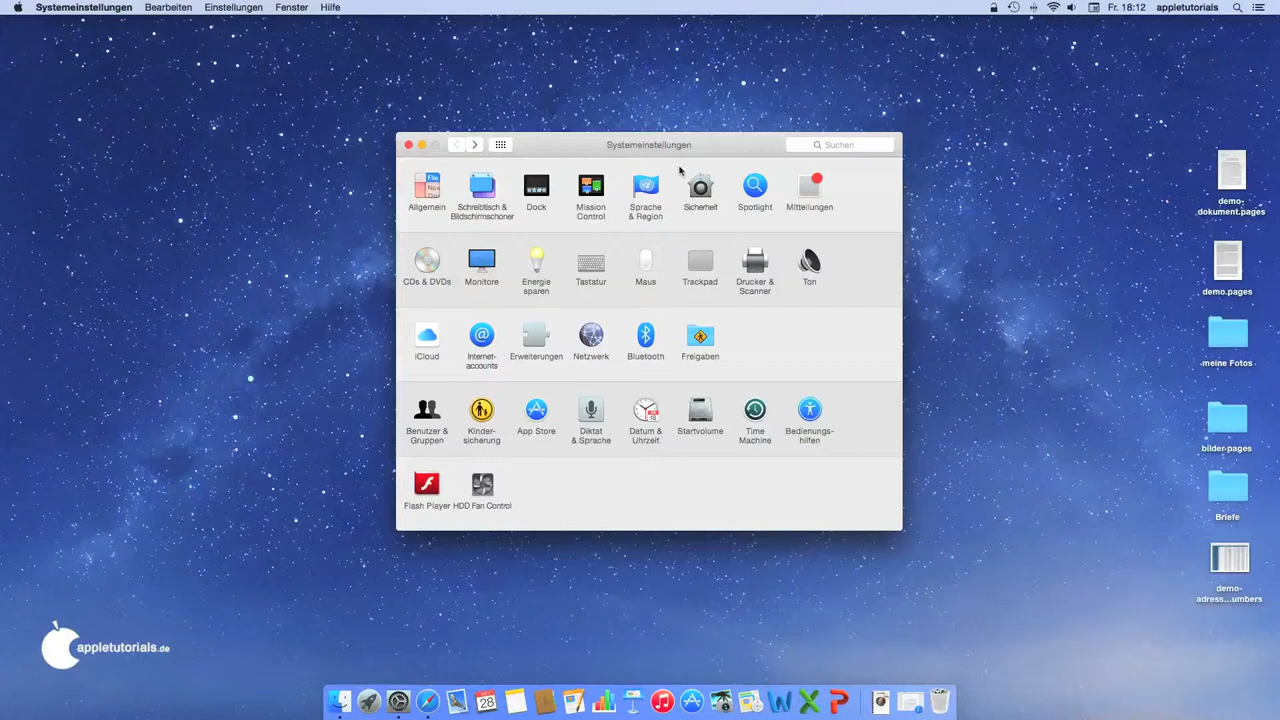 Systemeinstellungen Bearbeiten Einstellungen Fenster Hilfe
Fr. 18:12 appletutorials
Systemeinstellungen
Suchen
Allgemein
Schreibtisch &
Bildschirmschoner
Dock
Mission
Control
Sprache
& Region
Sicherheit
Spotlight
Mitteilungen
CDs & DVDs
Monitore
Energie
sparen
Tastatur
Maus
Trackpad
Drucker &
Scanner
Ton
iCloud
Internet-
accounts
Erweiterungen
Netzwerk
Bluetooth
Freigaben
Benutzer &
Gruppen
Kinder-
sicherung
App Store
Diktat
& Sprache
Datum &
Uhrzeit
Startvolume
Time
Machine
Bedienungs-
hilfen
Flash Player
HDD Fan Control
demo-
dokument.pages
demo.pages
meine Fotos
bilder pages
Briefe
demo-
adress...umbers
appletutorials.de
28